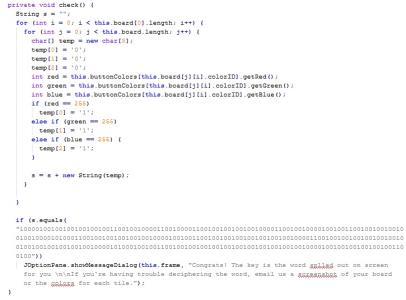 private void check() {
String s = "";
for (int i = 0; i < this.board[0].length; i++) {
for (int j = 0; j < this.board.length; j++) {
char[] temp = new char[3];
temp[0] = '0';
temp[1] = '0';
temp[2] = '0';
int red = this.buttonColors[this.board[j][i].colorID].getRed();
int green = this.buttonColors[this.board[j][i].colorID].getGreen();
int blue = this.buttonColors[this.board[j][i].colorID].getBlue();
if (red == 255)
temp[0] = '1';
else if (green == 255)
temp[1] = '1';
else if (blue == 255) {
temp[2] = '1';
}
s = s + new String(temp);
}
}
if (s.equals(
0100"))
JOptionPane.showMessageDialog(this.frame, "Congrats! The key is the word splled out on screen
for you \n\nIf you're having trouble deciphering the word, email us a screenshot of your board
or the colors for each tile.");
}